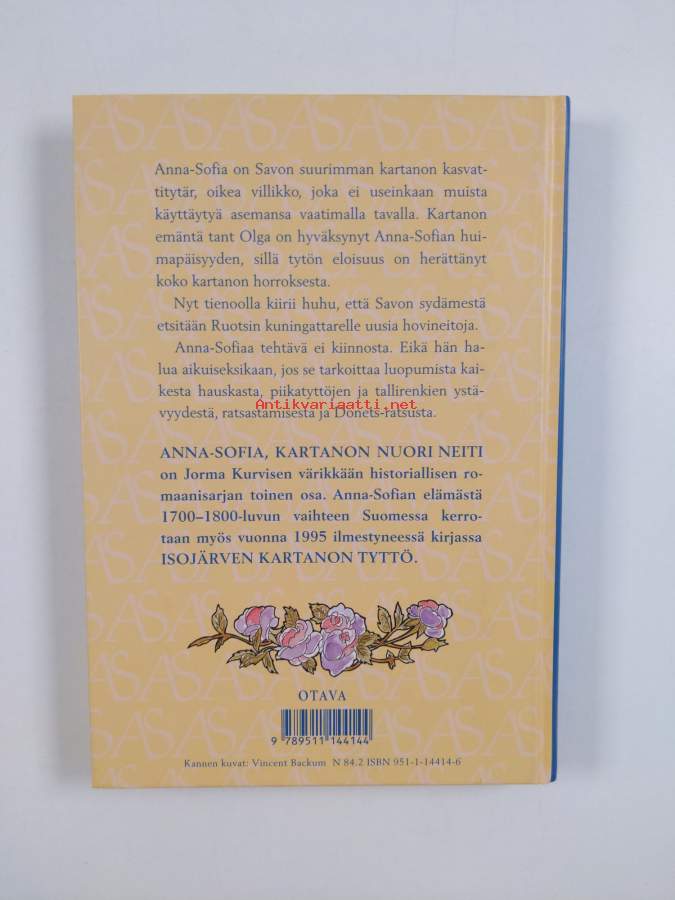 Anna-Sofia on Savon suurimman kartanon kasvat-
titytär, oikea villikko, joka ei useinkaan muista
käyttäytyä asemansa vaatimalla tavalla. Kartanon
emäntä tant Olga on hyväksynyt Anna-Sofian hui-
mapäisyyden, sillä tytön eloisuus on herättänyt
koko kartanon horroksesta.
Nyt tienoolla kiirii huhu, että Savon sydämestä
etsitään Ruotsin kuningattarelle uusia hovineitoja.
Anna-Sofiaa tehtävä ei kiinnosta. Eikä hän ha-
lua aikuiseksikaan, jos se tarkoittaa luopumista kai-
kesta hauskasta, piikatyttöjen ja tallirenkien ystä-
Antikvariaatti.net
vyydestä, ratsastamisesta ja Donets-ratsusta.
ANNA-SOFIA, KARTANON NUORI NEITI
on Jorma Kurvisen värikkään historiallisen ro-
maanisarjan toinen osa. Anna-Sofian elämästä
1700–1800-luvun vaihteen Suomessa kerro-
taan myös vuonna 1995 ilmestyneessä kirjassa
ISOJÄRVEN KARTANON TYTTÖ.
OTAVA
9 789511 144144
Kannen kuvat: Vincent Backum N 84.2 ISBN 951-1-14414-6